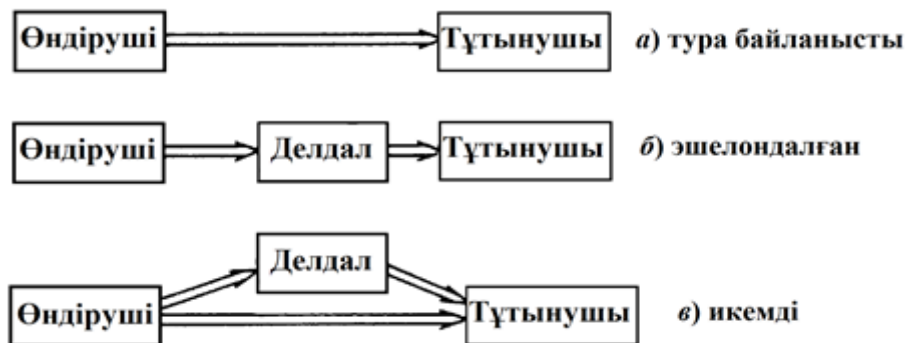 Өндіруші Тұтынушы а) тура байланысты
Өндіруші Делдал Тұтынушы б) эшелондалған
Делдал
Өндіруші Тұтынушы в) икемді